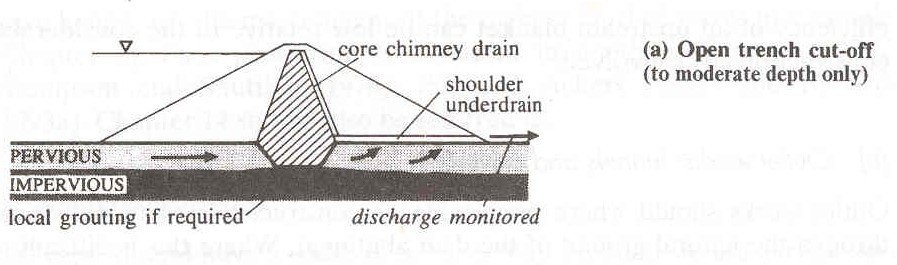 core chimney drain
(a) Open trench cut-off
(to moderate depth only)
shoulder
underdrain
PERVIOUS
IMPERVIOUS
local grouting if required
discharge monitored